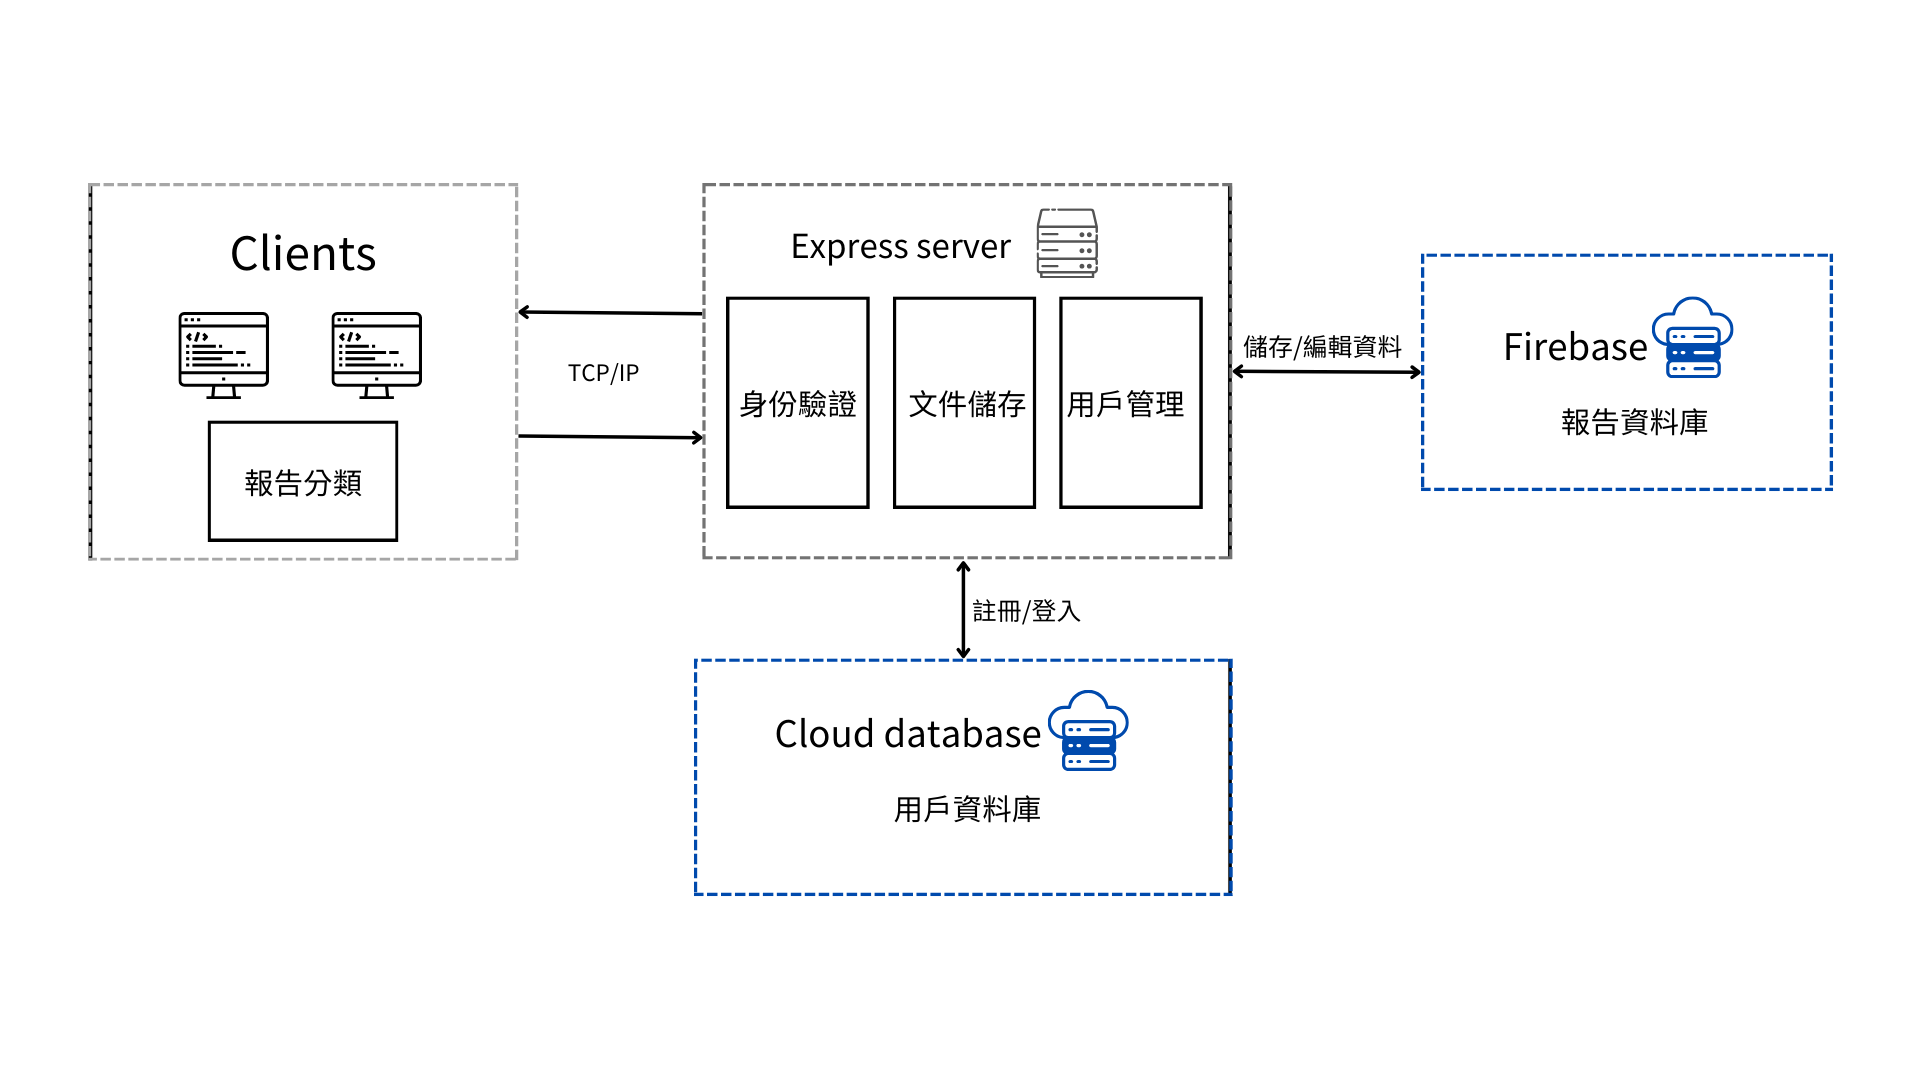 Clients
報告分類
TCP/IP
Express server
身份驗證
文件儲存
用戶管理
儲存/編輯資料
Firebase
報告資料庫
註冊/登入
Cloud database
用戶資料庫